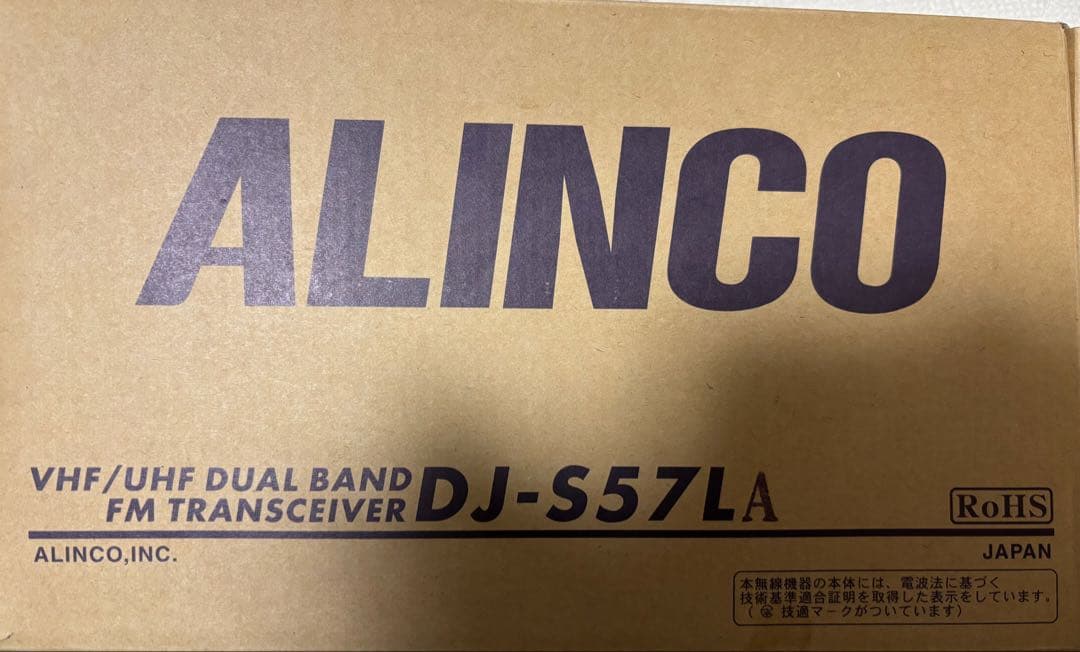 ALINCO
VHF/UHF DUAL BAND
FM TRANSCEIVER DJ-S57LA
RoHS
ALINCO,INC.
JAPAN
本無線機器の本体には、電波法に基づく
技術基準適合証明を取得した表示をしています。
( 技適マークがついています)